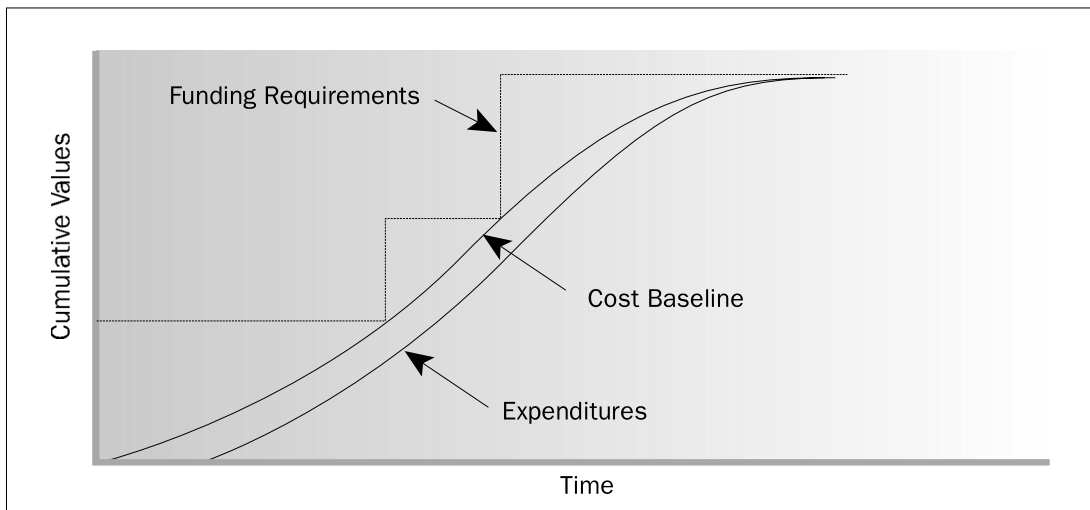 Funding Requirements
Cumulative Values
Cost Baseline
Expenditures
Time